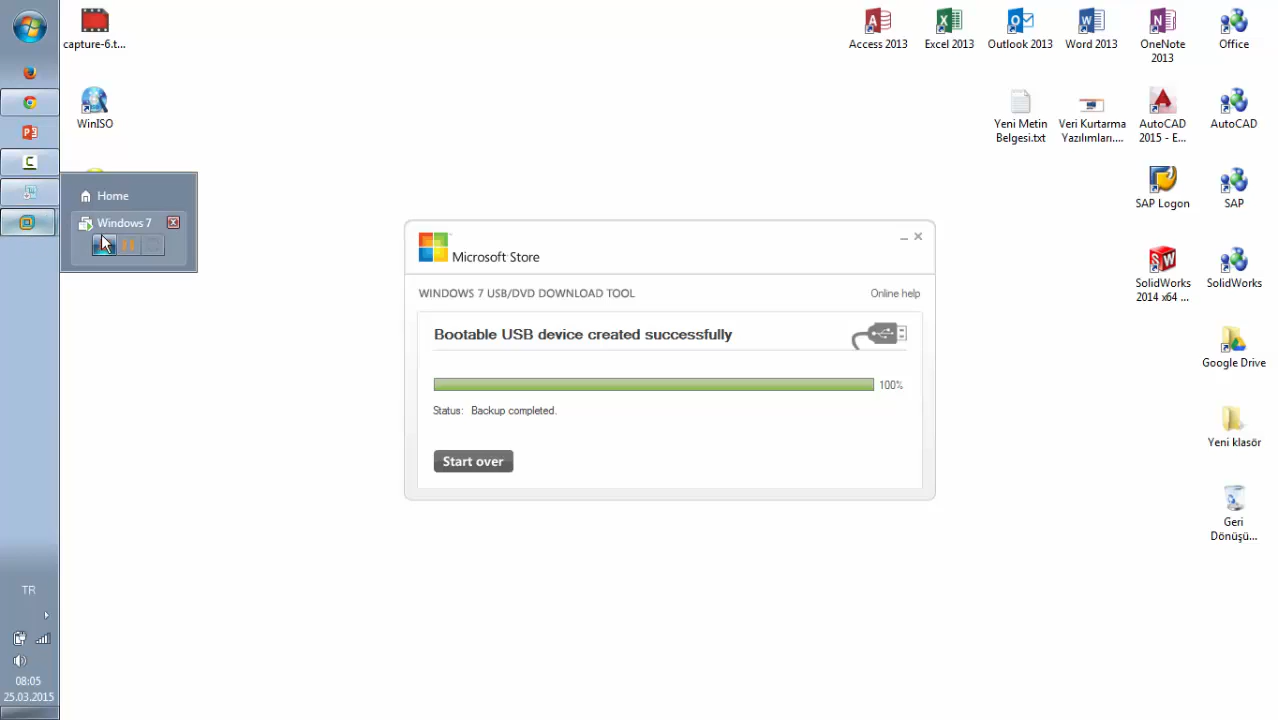 capture-6.t...
WinISO
Home
Windows 7
Access 2013
Excel 2013
Outlook 2013
Word 2013
OneNote
2013
Office
Yeni Metin
Belgesi.txt
Veri Kurtarma
Yazılımları....
AutoCAD
2015 - E...
AutoCAD
SAP Logon
SAP
SolidWorks
2014 x64 ...
SolidWorks
Google Drive
Yeni klasör
Geri
Dönüşü...
Microsoft Store
WINDOWS 7 USB/DVD DOWNLOAD TOOL
Online help
Bootable USB device created successfully
100%
Status: Backup completed.
Start over
TR
08:05
25.03.2015